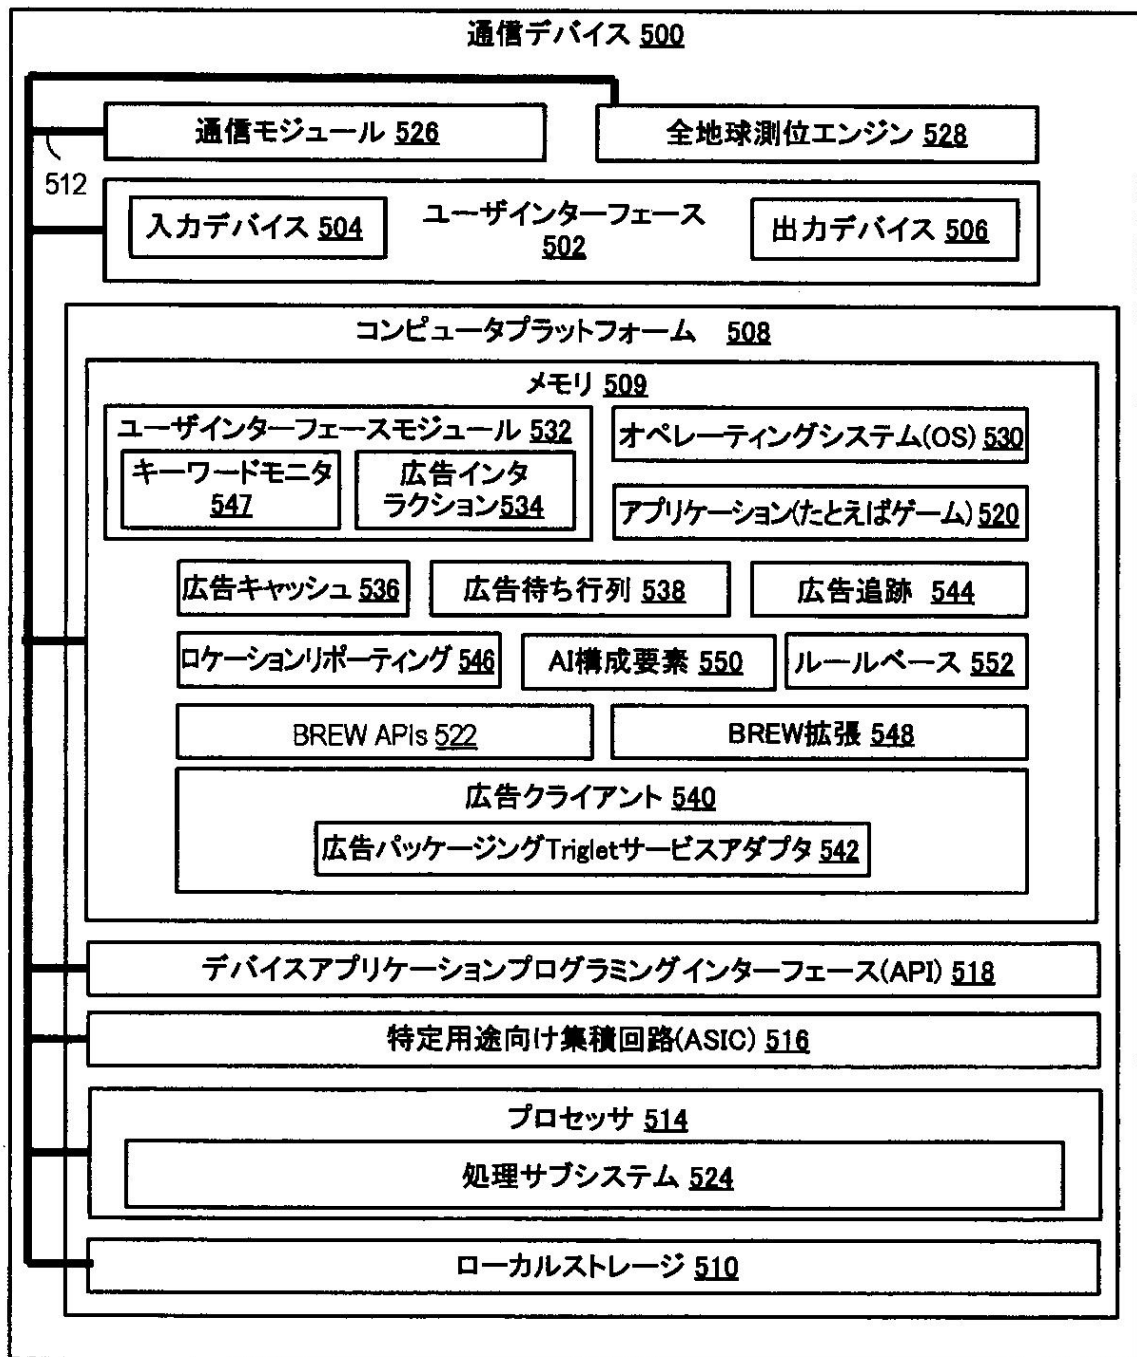 通信デバイス 500
通信モジュール 526
全地球測位エンジン 528
512
入力デバイス 504
ユーザインターフェース
502
出力デバイス 506
コンピュータプラットフォーム 508
メモリ 509
ユーザインターフェースモジュール 532
オペレーティングシステム(OS) 530
キーワードモニタ
547
広告インタ
ラクション534
アプリケーション(たとえばゲーム) 520
広告キャッシュ 536
広告待ち行列 538
広告追跡 544
ロケーションリポーティング 546
AI構成要素 550
ルールベース 552
BREW APIs 522
BREW拡張 548
広告クライアント 540
広告パッケージングTrigletサービスアダプタ 542
デバイスアプリケーションプログラミングインターフェース(API) 518
特定用途向け集積回路(ASIC) 516
プロセッサ 514
処理サブシステム 524
ローカルストレージ 510